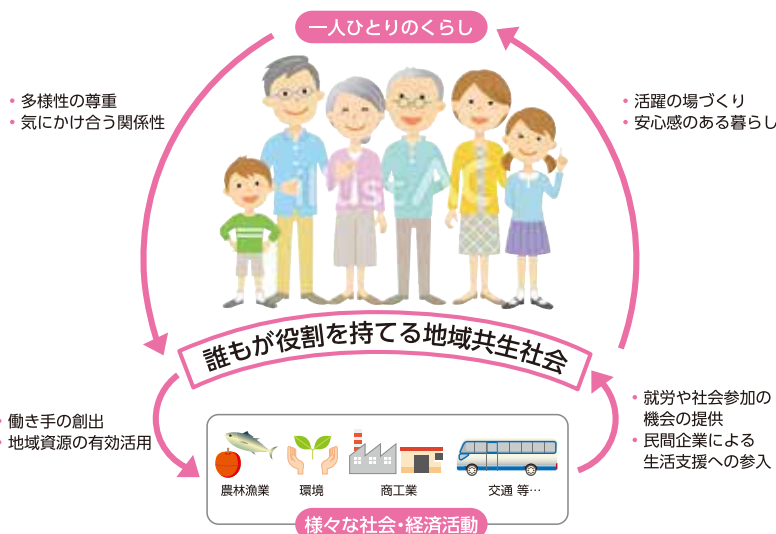 一人ひとりのくらし
・多様性の尊重
・気にかけ合う関係性
・活躍の場づくり
・安心感のある暮らし
illustAC
誰もが役割を持てる地域共生社会
・働き手の創出
・地域資源の有効活用
・就労や社会参加の
機会の提供
・民間企業による
生活支援への参入
農林漁業
環境
商工業
交通 等…
様々な社会・経済活動